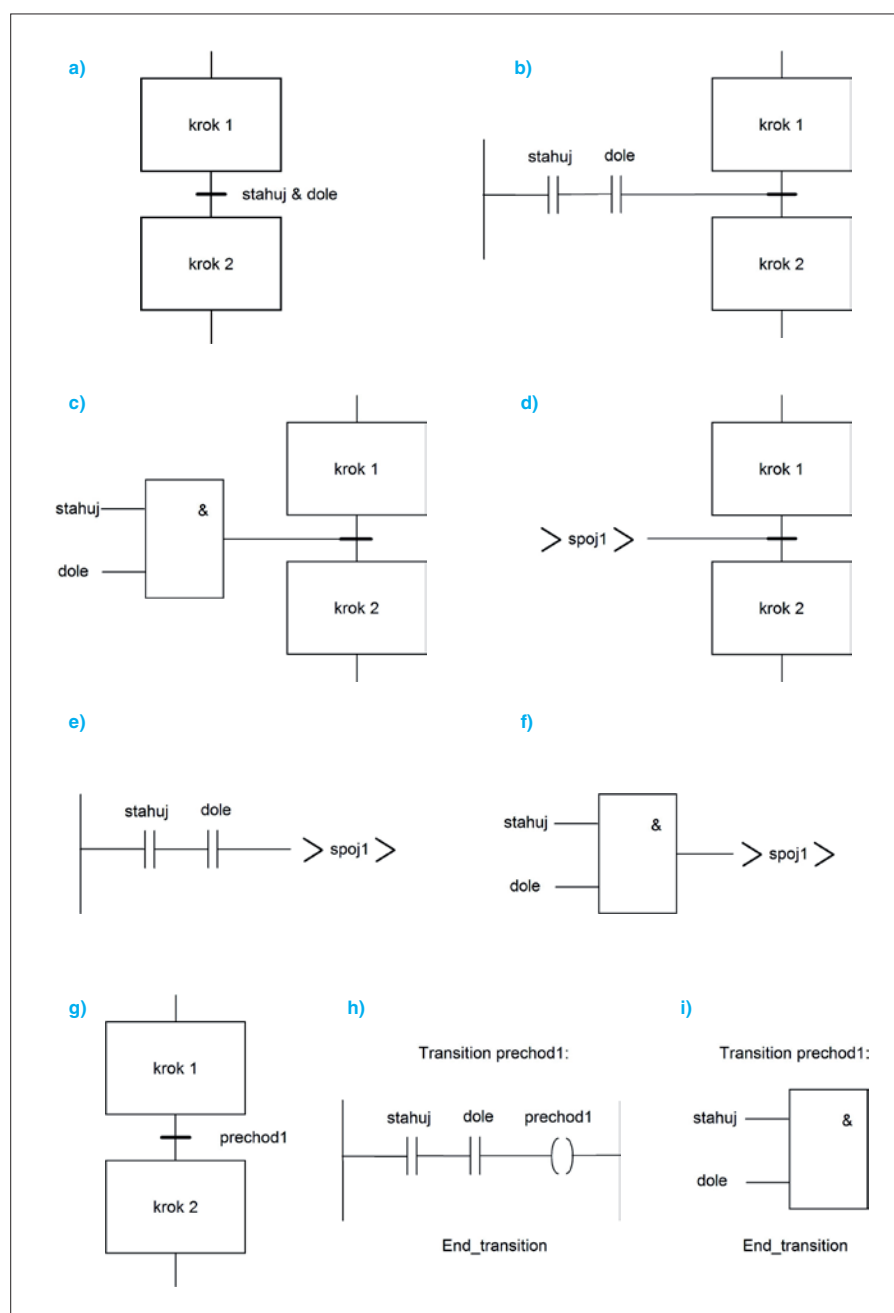 a)
krok 1
stahuj & dole
krok 2
b)
krok 1
stahuj dole
krok 2
c)
krok 1
stahuj
&
dole
krok 2
d)
krok 1
spoj1
krok 2
e)
stahuj dole
spoj1
f)
stahuj
&
spoj1
dole
g)
krok 1
prechod1
krok 2
h)
Transition prechod1:
stahuj dole prechod1
End_transition
i)
Transition prechod1:
stahuj
&
dole
End_transition